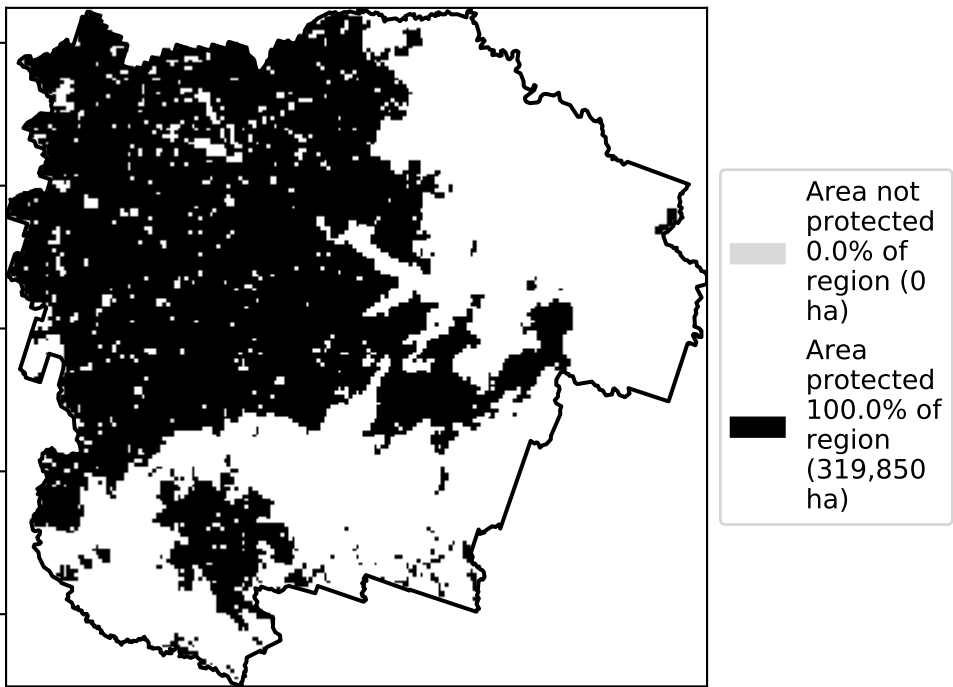 Area not
protected
0.0% of
region (0
ha)
Area
protected
100.0% of
region
(319,850
ha)